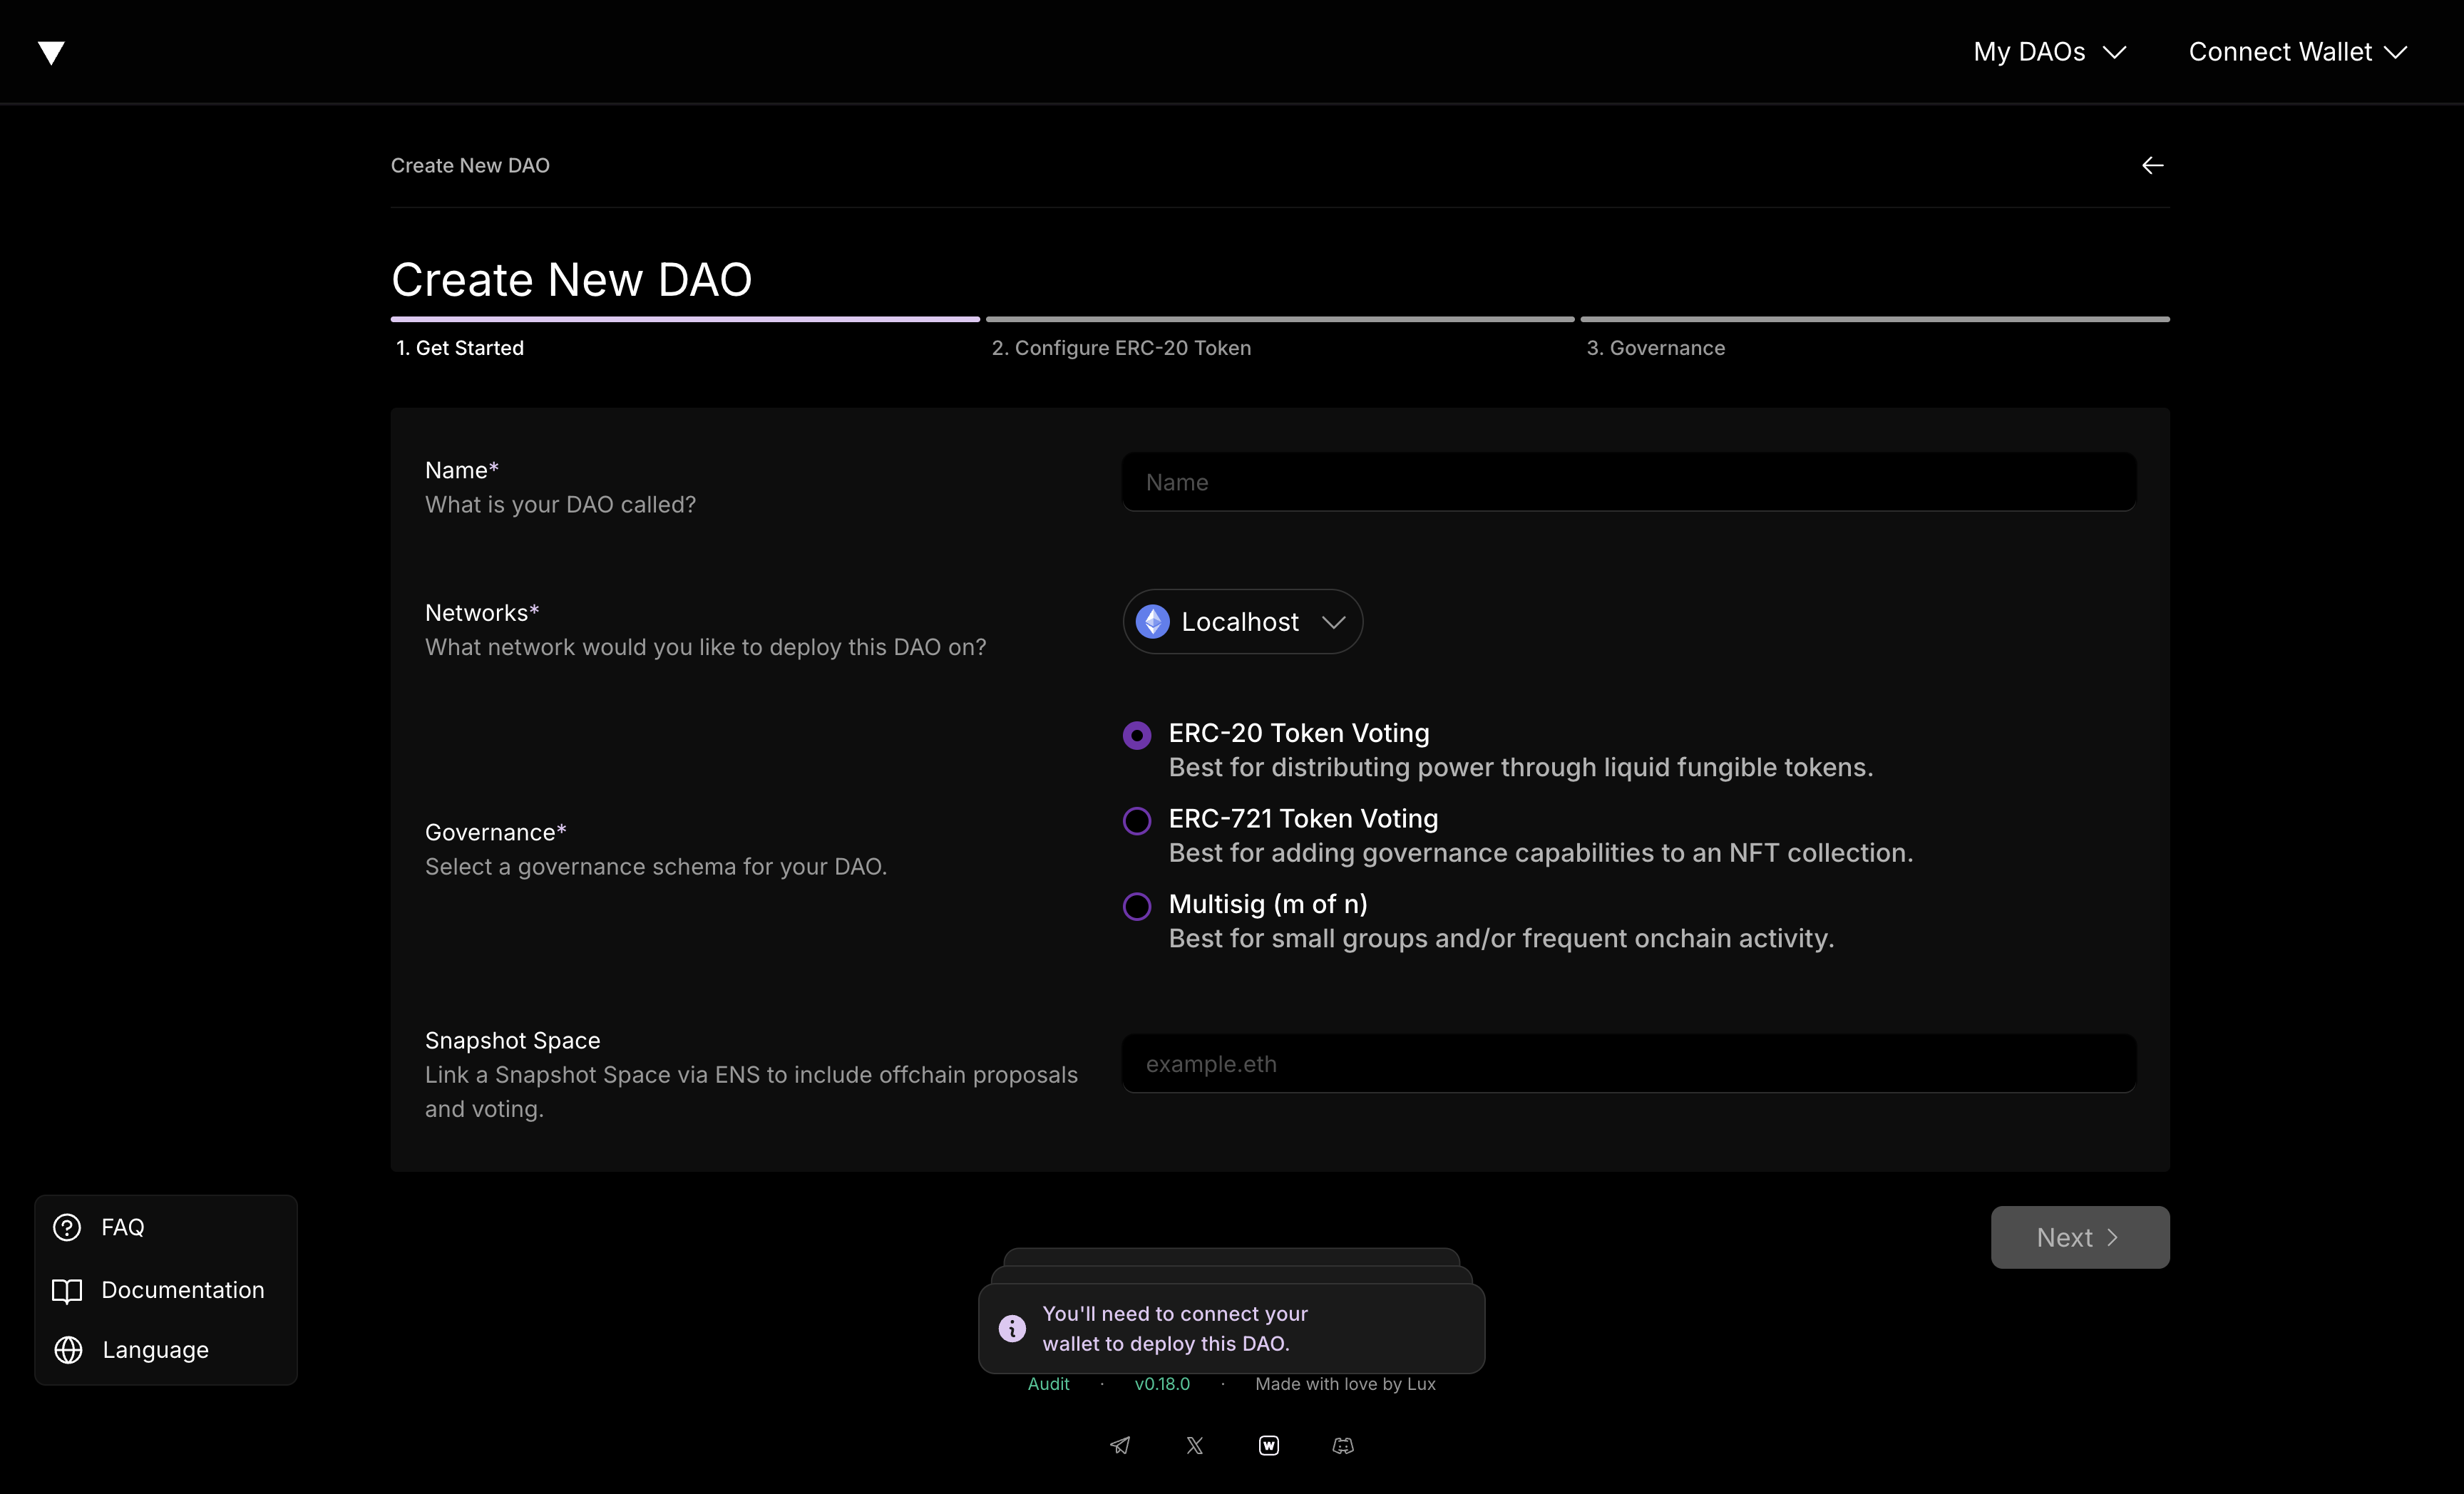 My DAOs
Connect Wallet
Create New DAO
Create New DAO
1. Get Started
2. Configure ERC-20 Token
3. Governance
Name*
What is your DAO called?
Name
Networks*
What network would you like to deploy this DAO on?
Localhost
Governance*
Select a governance schema for your DAO.
ERC-20 Token Voting
Best for distributing power through liquid fungible tokens.
ERC-721 Token Voting
Best for adding governance capabilities to an NFT collection.
Multisig (m of n)
Best for small groups and/or frequent onchain activity.
Snapshot Space
Link a Snapshot Space via ENS to include offchain proposals
and voting.
example.eth
FAQ
Documentation
Language
Next
You'll need to connect your
wallet to deploy this DAO.
Audit · v0.18.0 · Made with love by Lux